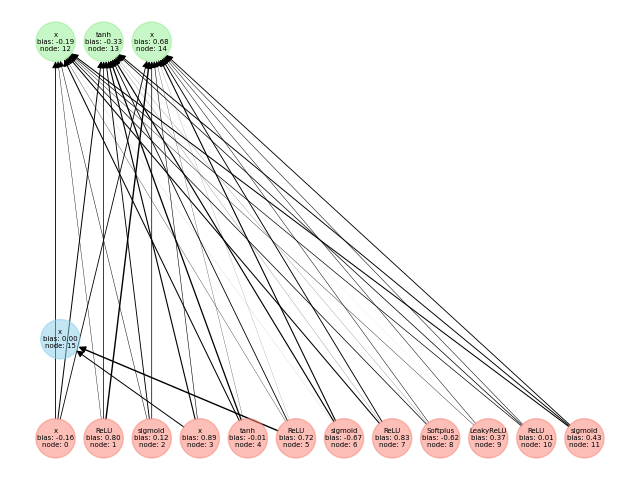 x
bias: -0.19
node: 12
tanh
bias: -0.33
node: 13
x
bias: 0.68
node: 14
x
bias: 0.00
node: 15
x
bias: -0.16
node: 0
ReLU
bias: 0.80
node: 1
sigmoid
bias: 0.12
node: 2
x
bias: 0.89
node: 3
tanh
bias: -0.01
node: 4
ReLU
bias: 0.72
node: 5
sigmoid
bias: -0.67
node: 6
ReLU
bias: 0.83
node: 7
Softplus
bias: -0.62
node: 8
LeakyReLU
bias: 0.37
node: 9
ReLU
bias: 0.01
node: 10
sigmoid
bias: 0.43
node: 11